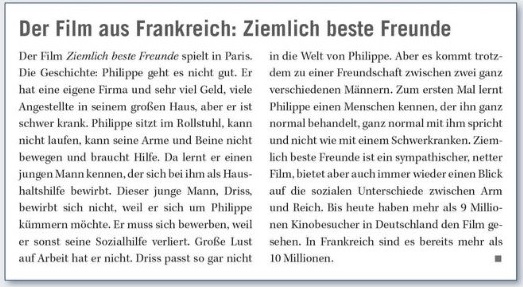 Der Film aus Frankreich: Ziemlich beste Freunde
Der Film Ziemlich beste Freunde spielt in Paris.
Die Geschichte: Philippe geht es nicht gut. Er
hat eine eigene Firma und sehr viel Geld, viele
Angestellte in seinem großen Haus, aber er ist
schwer krank. Philippe sitzt im Rollstuhl, kann
nicht laufen, kann seine Arme und Beine nicht
bewegen und braucht Hilfe. Da lernt er einen
jungen Mann kennen, der sich bei ihm als Haus-
haltshilfe bewirbt. Dieser junge Mann, Driss,
bewirbt sich nicht, weil er sich um Philippe
kümmern möchte. Er muss sich bewerben, weil
er sonst seine Sozialhilfe verliert. Große Lust
auf Arbeit hat er nicht. Driss passt so gar nicht
in die Welt von Philippe. Aber es kommt trotz-
dem zu einer Freundschaft zwischen zwei ganz
verschiedenen Männern. Zum ersten Mal lernt
Philippe einen Menschen kennen, der ihn ganz
normal behandelt, ganz normal mit ihm spricht
und nicht wie mit einem Schwerkranken. Ziem-
lich beste Freunde ist ein sympathischer, netter
Film, bietet aber auch immer wieder einen Blick
auf die sozialen Unterschiede zwischen Arm
und Reich. Bis heute haben mehr als 9 Millio-
nen Kinobesucher in Deutschland den Film ge-
sehen. In Frankreich sind es bereits mehr als
10 Millionen.